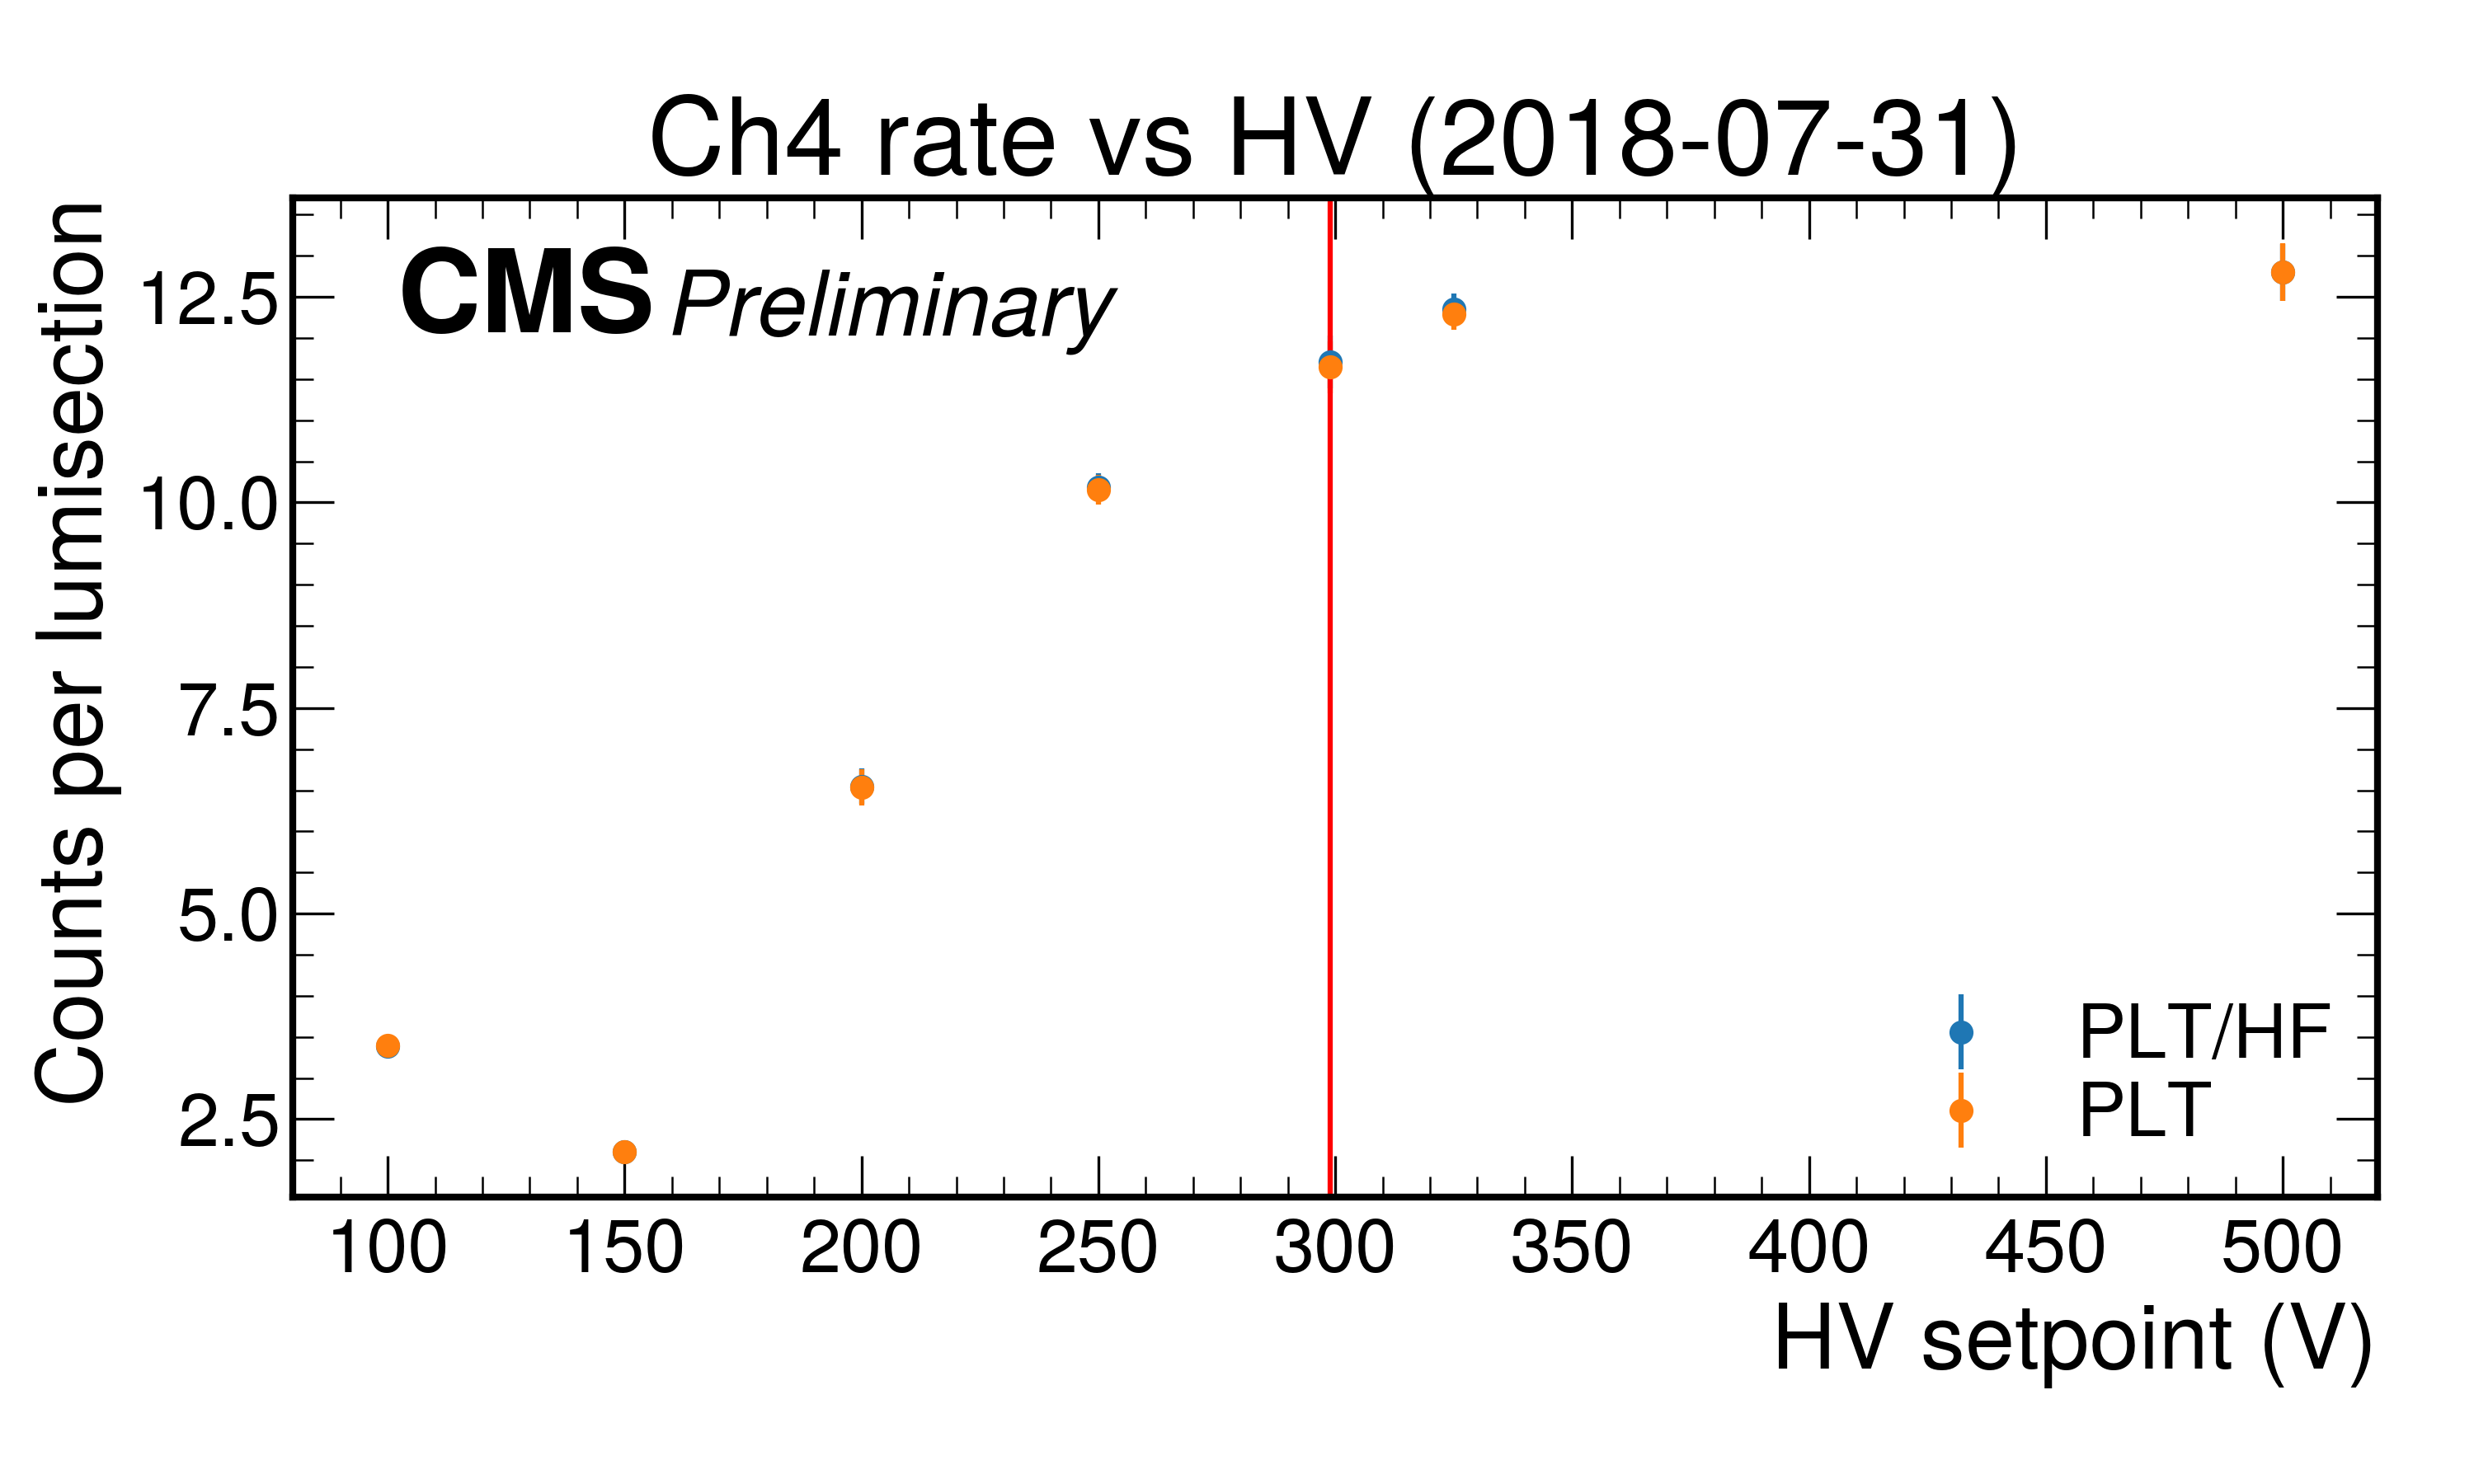 Ch4 rate vs HV (2018-07-31)
CMS Preliminary
Counts per lumisection
12.5
10.0
7.5
5.0
2.5
PLT/HF
PLT
100 150 200 250 300 350 400 450 500
HV setpoint (V)